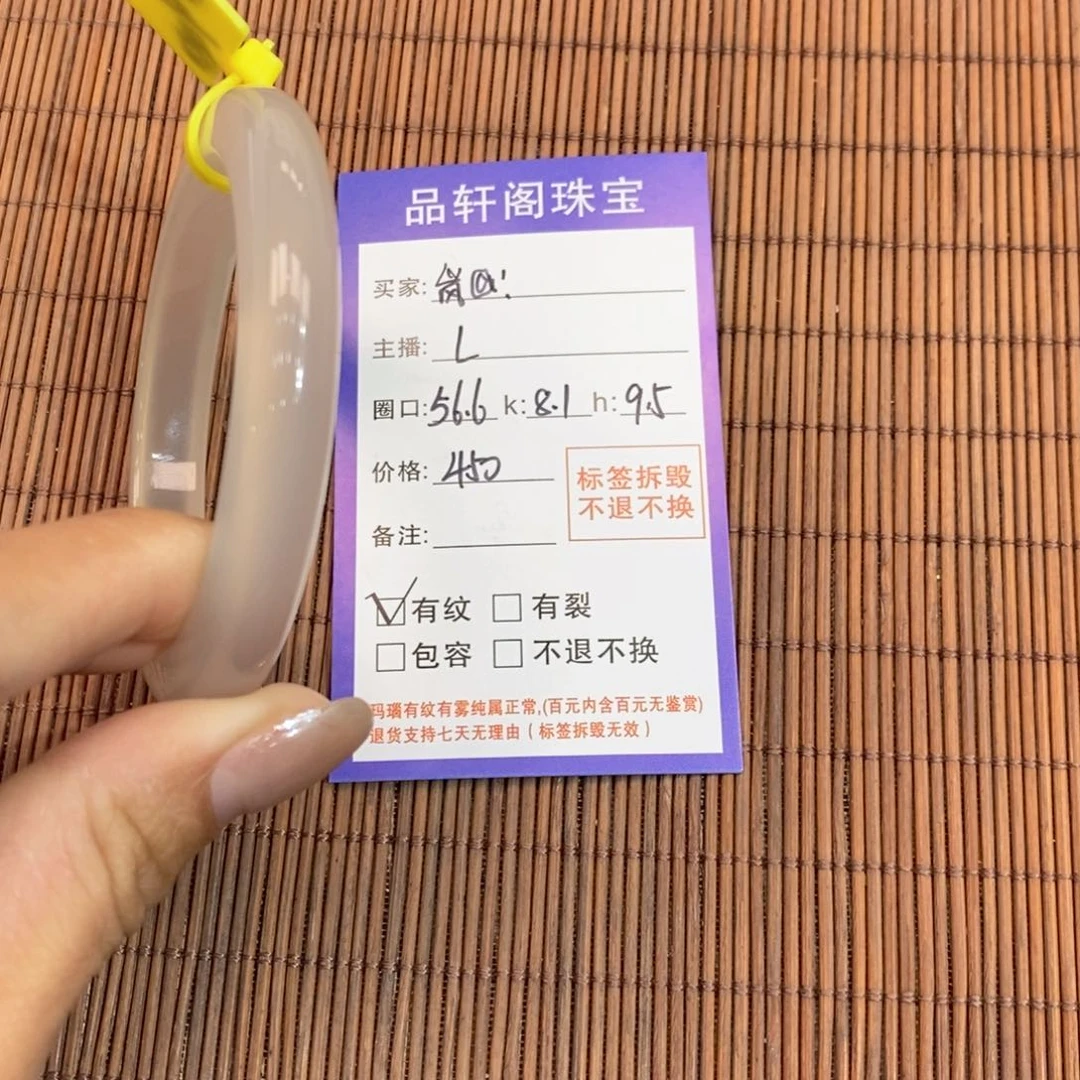 品轩阁珠宝
买家:
主播: L
圈口:56.6 k:8.1 h:9.5
价格: 450
标签拆毁
不退不换
备注:
✓有纹 □有裂
□包容 □不退不换
玛瑙有纹有雾纯属正常,(百元内含百元无鉴赏)
退货支持七天无理由(标签拆毁无效)